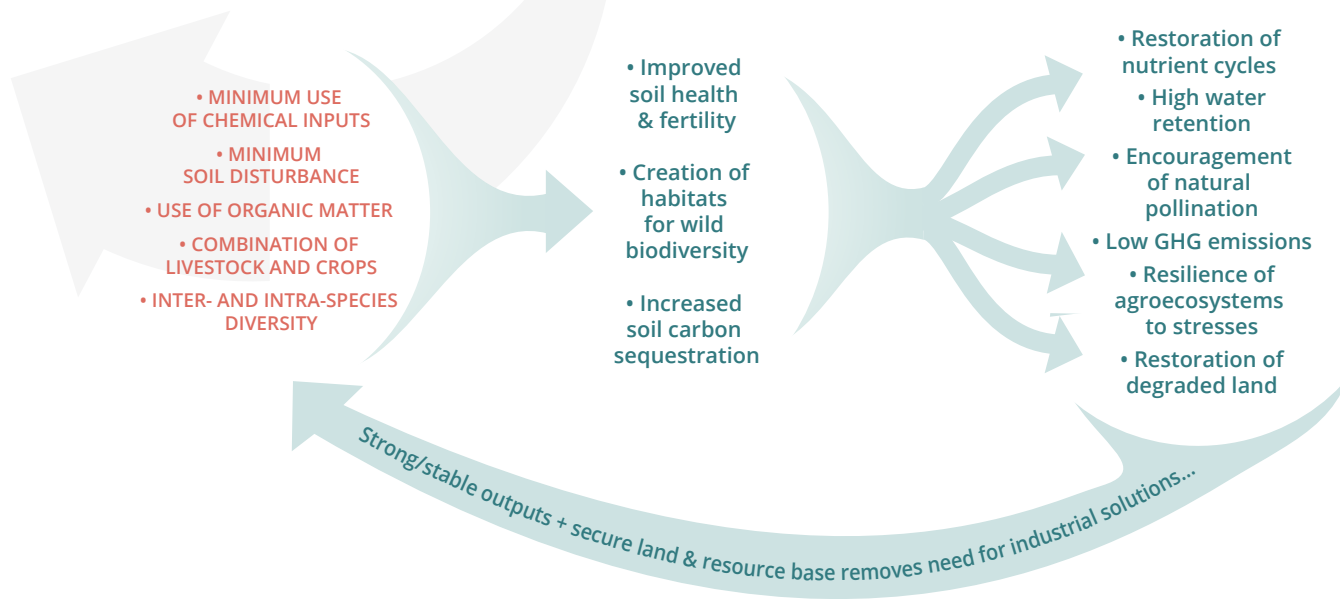 • MINIMUM USE
OF CHEMICAL INPUTS
• MINIMUM
SOIL DISTURBANCE
• USE OF ORGANIC MATTER
• COMBINATION OF
LIVESTOCK AND CROPS
• INTER- AND INTRA-SPECIES
DIVERSITY
• Improved
soil health
& fertility
• Creation of
habitats
for wild
biodiversity
• Increased
soil carbon
sequestration
• Restoration of
nutrient cycles
• High water
retention
• Encouragement
of natural
pollination
• Low GHG emissions
• Resilience of
agroecosystems
to stresses
• Restoration of
degraded land
Strong/stable outputs + secure land & resource base removes need for industrial solutions...